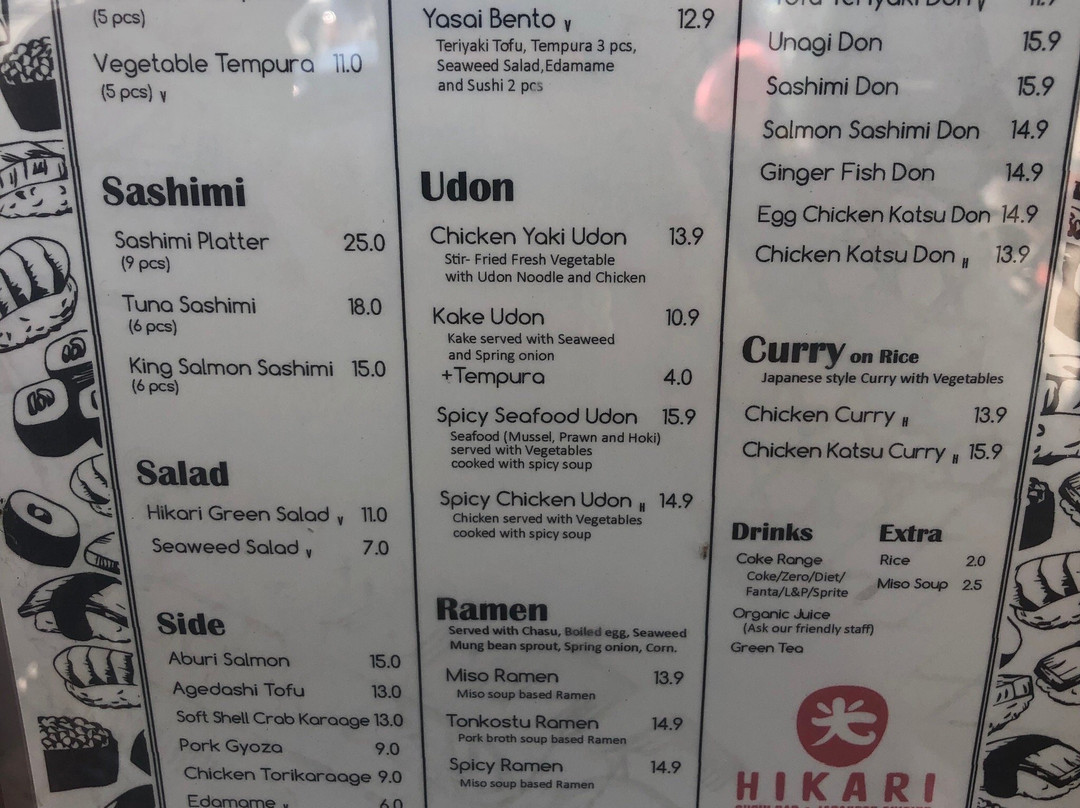 (5 pcs)
Vegetable Tempura 11.0
(5 pcs) V
Sashimi
Sashimi Platter 25.0
(9 pcs)
Tuna Sashimi 18.0
(6 pcs)
King Salmon Sashimi 15.0
(6 pcs)
Salad
Hikari Green Salad V 11.0
Seaweed Salad V 7.0
Side
Aburi Salmon 15.0
Agedashi Tofu 13.0
Soft Shell Crab Karaage 13.0
Pork Gyoza 9.0
Chicken Torikaraage 9.0
Edamame V 6.0
Yasai Bento V 12.9
Teriyaki Tofu, Tempura 3 pcs,
Seaweed Salad,Edamame
and Sushi 2 pcs
Udon
Chicken Yaki Udon 13.9
Stir- Fried Fresh Vegetable
with Udon Noodle and Chicken
Kake Udon 10.9
Kake served with Seaweed
and Spring onion
+Tempura 4.0
Spicy Seafood Udon 15.9
Seafood (Mussel, Prawn and Hoki)
served with Vegetables
cooked with spicy soup
Spicy Chicken Udon H 14.9
Chicken served with Vegetables
cooked with spicy soup
Ramen
Served with Chasu, Boiled egg, Seaweed
Mung bean sprout, Spring onion, Corn.
Miso Ramen 13.9
Miso soup based Ramen
Tonkostu Ramen 14.9
Pork broth soup based Ramen
Spicy Ramen 14.9
Miso soup based Ramen
Tofu Teriyaki Don V 11.9
Unagi Don 15.9
Sashimi Don 15.9
Salmon Sashimi Don 14.9
Ginger Fish Don 14.9
Egg Chicken Katsu Don 14.9
Chicken Katsu Don H 13.9
Curry on Rice
Japanese style Curry with Vegetables
Chicken Curry H 13.9
Chicken Katsu Curry H 15.9
Drinks
Coke Range
Coke/Zero/Diet/
Fanta/L&P/Sprite
Organic Juice
(Ask our friendly staff)
Green Tea
Extra
Rice 2.0
Miso Soup 2.5
光
HIKARI